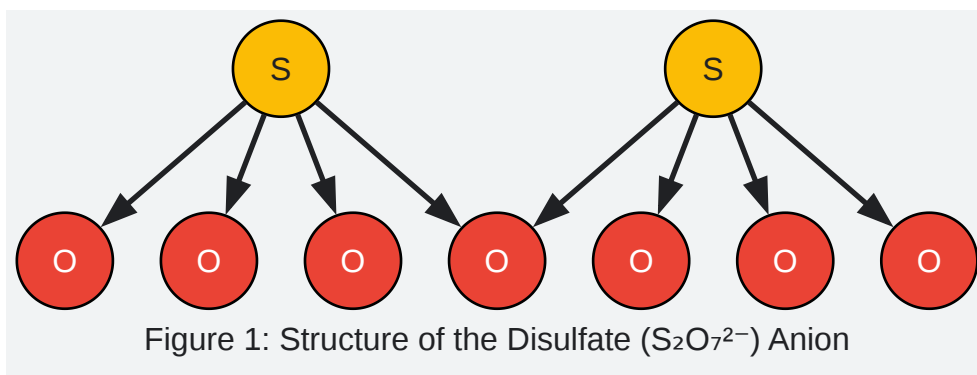 S S
O O O O O O O
Figure 1: Structure of the Disulfate (S₂O₇²⁻) Anion